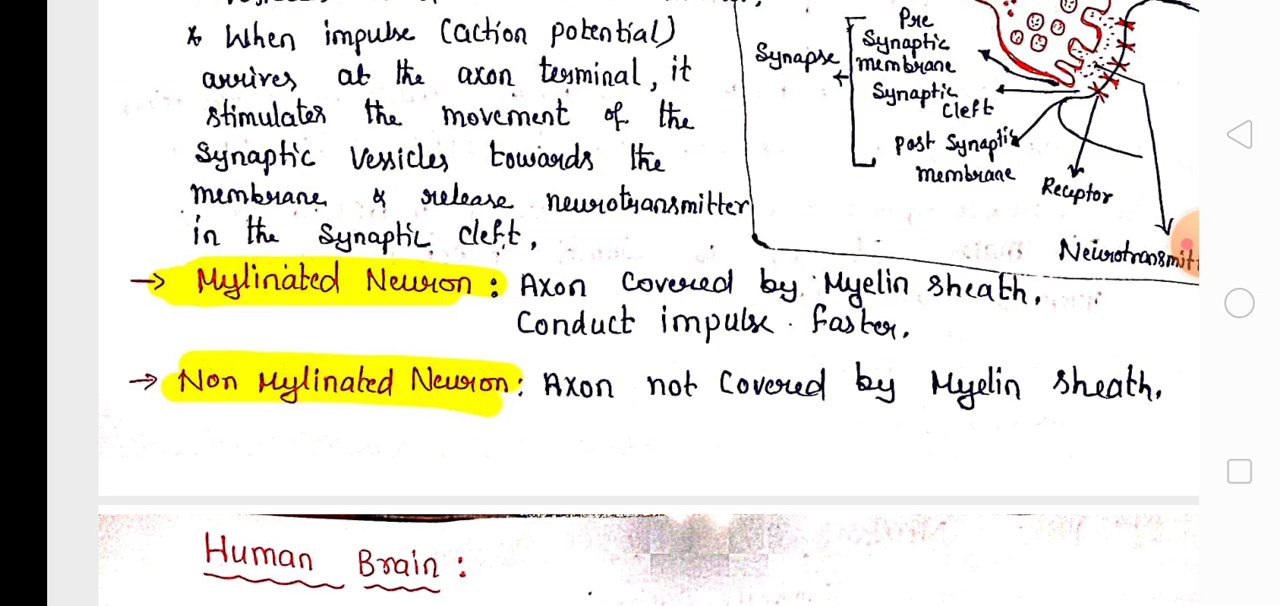 * When impulse (action potential)
arrives at the axon terminal, it
stimulates the movement of the
Synaptic Vessicles towards the
membrane & release neurotransmitter
in the Synaptic cleft,
Synapse
Pre
Synaptic
membrane
Synaptic
Cleft
post Synaptic
membrane
Receptor
Neurotransmitt
→ Mylinated Neuron : Axon Covered by Myelin sheath.
Conduct impulse faster.
→ Non Mylinated Neuron : Axon not Covered by Myelin sheath.
Human Brain :